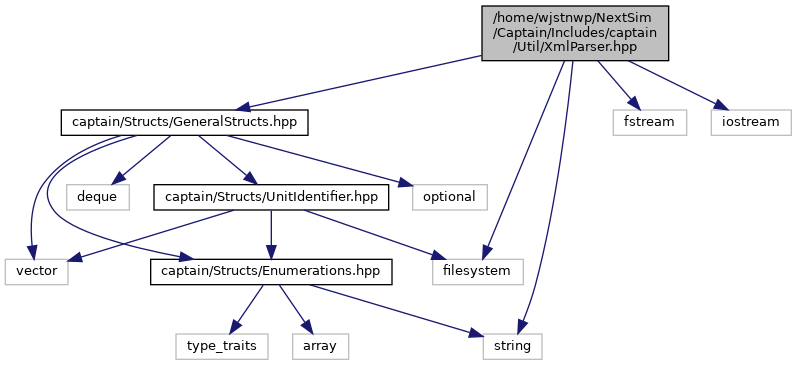 /home/wjstnwp/NextSim
/Captain/Includes/captain
/Util/XmlParser.hpp
captain/Structs/GeneralStructs.hpp
fstream
iostream
deque
captain/Structs/UnitIdentifier.hpp
optional
vector
captain/Structs/Enumerations.hpp
filesystem
type_traits
array
string